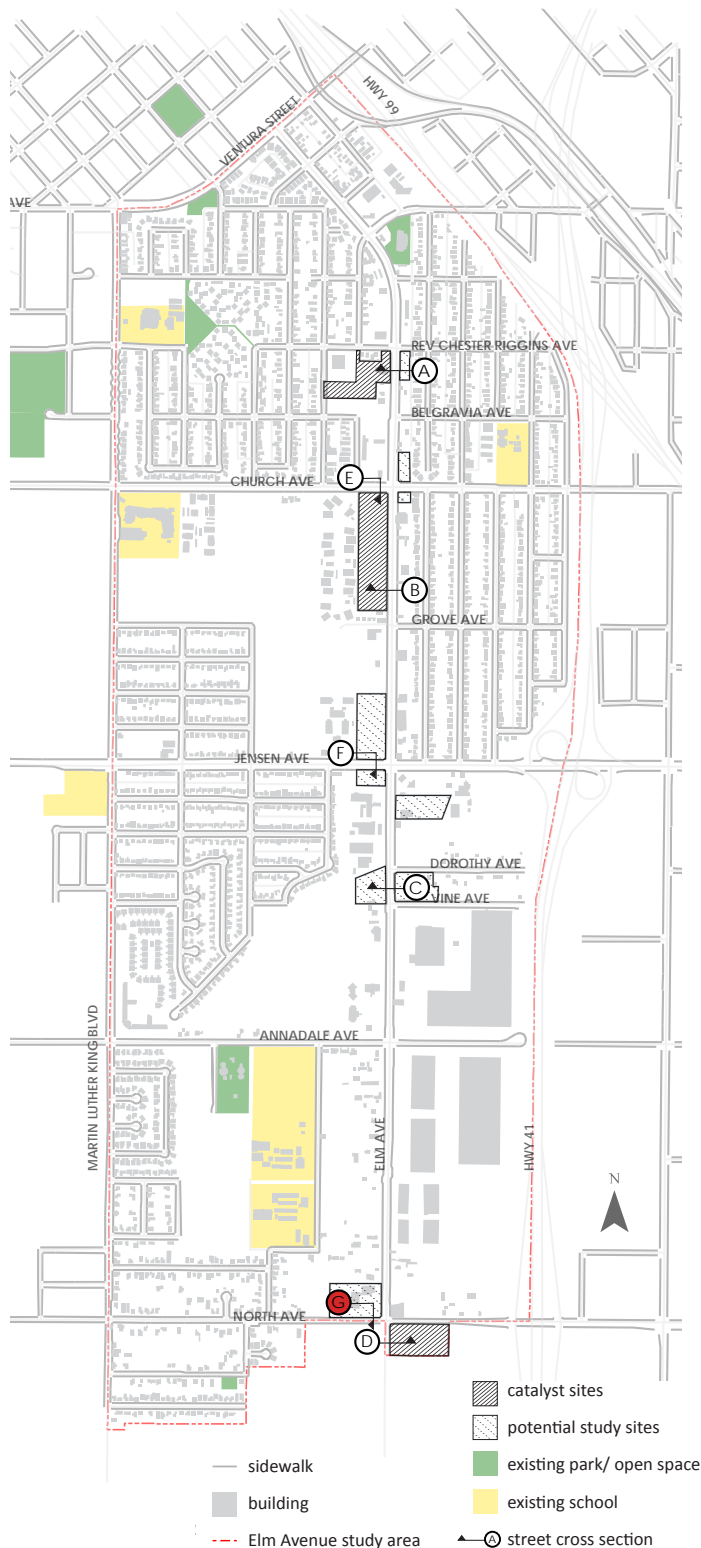 HWY 99
VENTURA STREET
AVE
REV CHESTER RIGGINS AVE
A
BELGRAVIA AVE
E
CHURCH AVE
B
GROVE AVE
F
JENSEN AVE
DOROTHY AVE
C
VINE AVE
ANNADALE AVE
MARTIN LUTHER KING BLVD
ELM AVE
HWY 41
N
G
NORTH AVE
D
catalyst sites
potential study sites
existing park/ open space
existing school
A street cross section
sidewalk
building
Elm Avenue study area